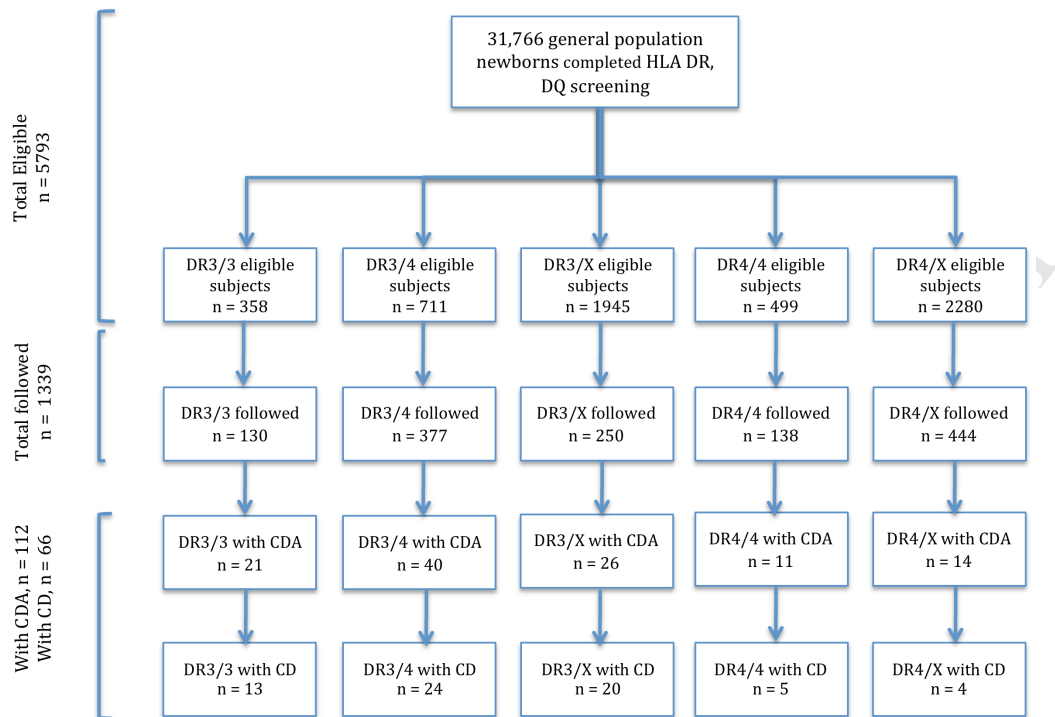 31,766 general population
newborns completed HLA DR,
DQ screening
Total Eligible
n = 5793
DR3/3 eligible
subjects
n = 358
DR3/4 eligible
subjects
n = 711
DR3/X eligible
subjects
n = 1945
DR4/4 eligible
subjects
n = 499
DR4/X eligible
subjects
n = 2280
Total followed
n = 1339
DR3/3 followed
n = 130
DR3/4 followed
n = 377
DR3/X followed
n = 250
DR4/4 followed
n = 138
DR4/X followed
n = 444
With CDA, n = 112
With CD, n = 66
DR3/3 with CDA
n = 21
DR3/4 with CDA
n = 40
DR3/X with CDA
n = 26
DR4/4 with CDA
n = 11
DR4/X with CDA
n = 14
DR3/3 with CD
n = 13
DR3/4 with CD
n = 24
DR3/X with CD
n = 20
DR4/4 with CD
n = 5
DR4/X with CD
n = 4